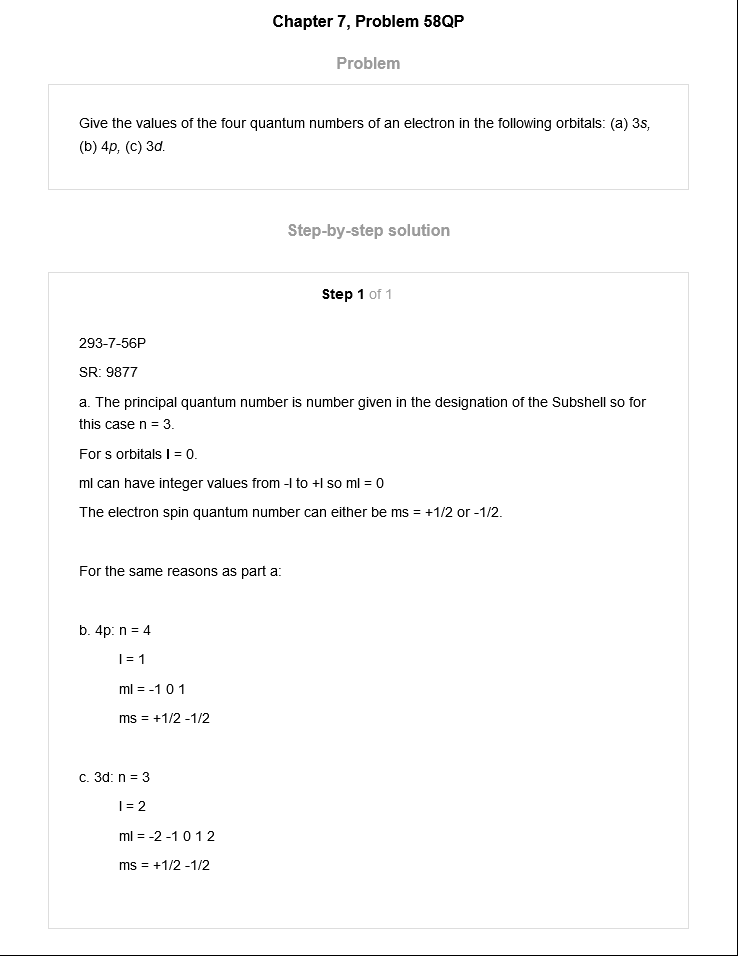 Chapter 7, Problem 58QP
Problem
Give the values of the four quantum numbers of an electron in the following orbitals: (a) 3s,
(b) 4p, (c) 3d.
Step-by-step solution
Step 1 of 1
293-7-56P
SR: 9877
a. The principal quantum number is number given in the designation of the Subshell so for
this case n = 3.
For s orbitals l = 0.
ml can have integer values from -l to +l so ml = 0
The electron spin quantum number can either be ms = +1/2 or -1/2.
For the same reasons as part a:
b. 4p: n = 4
l = 1
ml = -1 0 1
ms = +1/2 -1/2
c. 3d: n = 3
l = 2
ml = -2 -1 0 1 2
ms = +1/2 -1/2